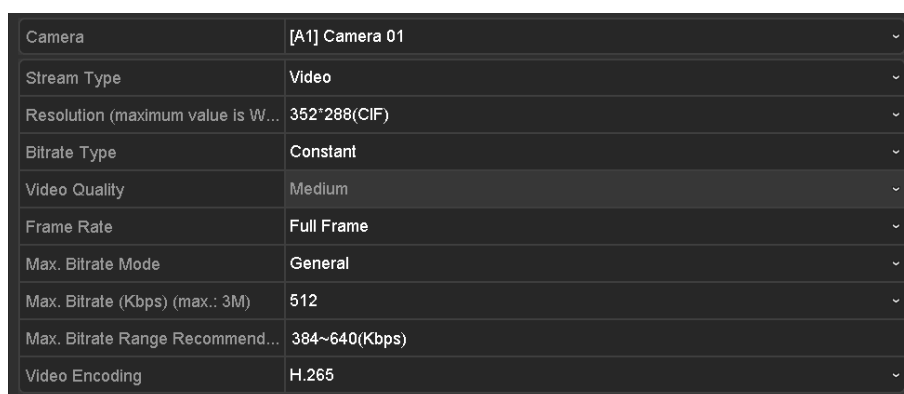 Camera [A1] Camera 01
Stream Type Video
Resolution (maximum value is W... 352*288(CIF)
Bitrate Type Constant
Video Quality Medium
Frame Rate Full Frame
Max. Bitrate Mode General
Max. Bitrate (Kbps) (max.: 3M) 512
Max. Bitrate Range Recommend... 384~640(Kbps)
Video Encoding H.265